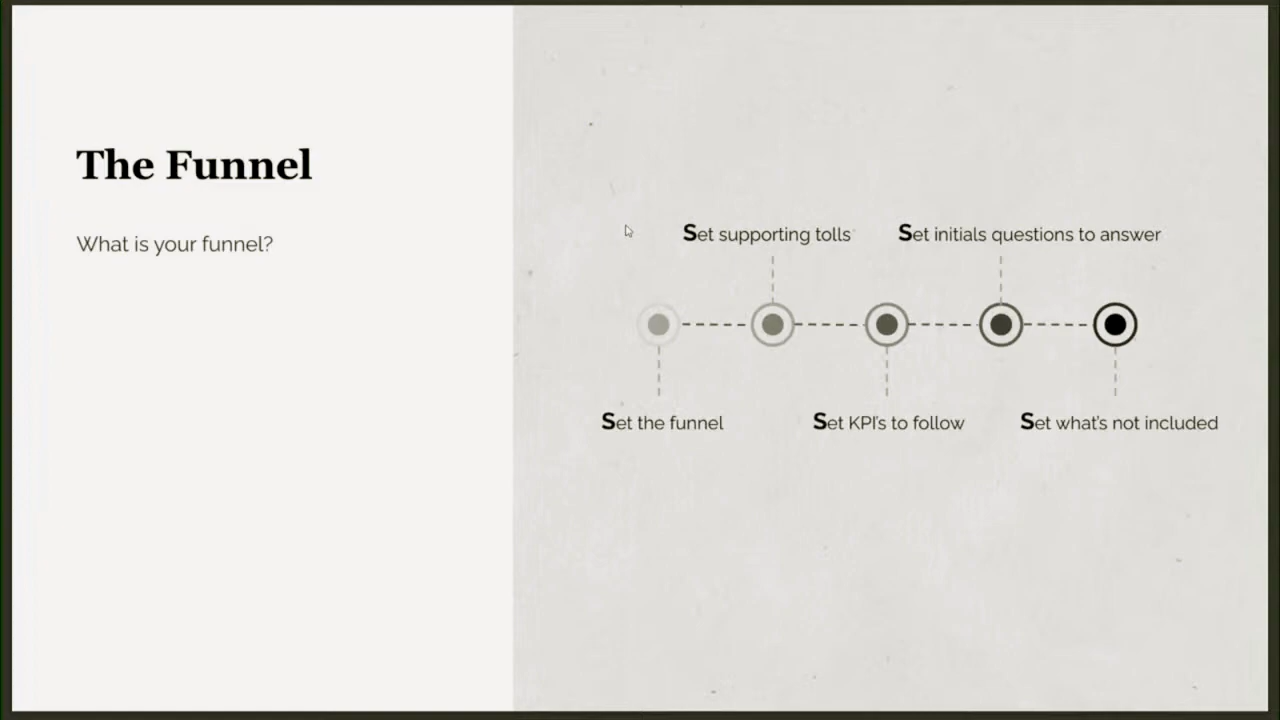 The Funnel
What is your funnel?
Set supporting tolls
Set initials questions to answer
Set the funnel
Set KPI's to follow
Set what's not included